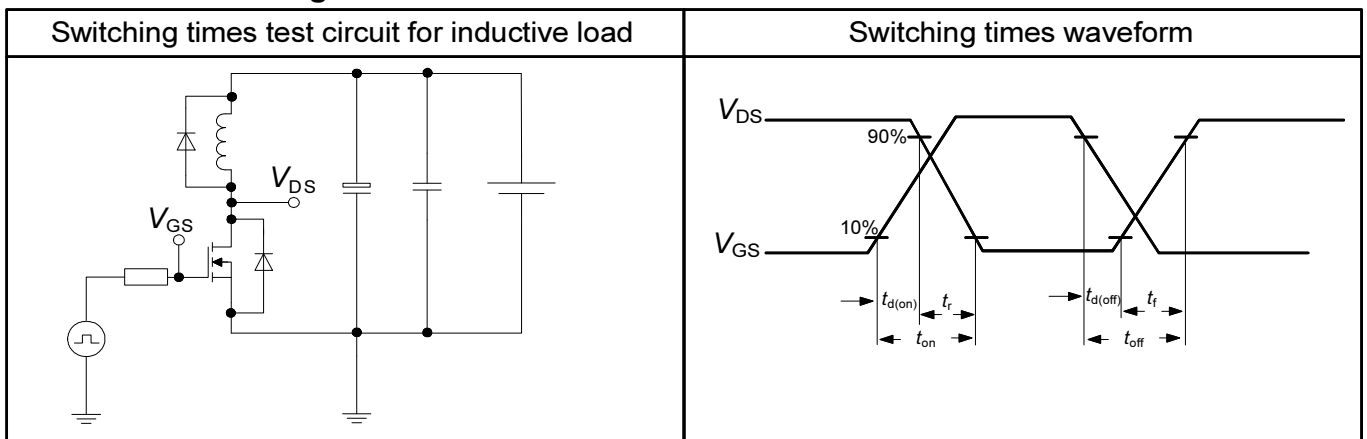 Switching times test circuit for inductive load
Switching times waveform
VDS
VGS
VDS
90%
10%
VGS
td(on)
tr
ton
td(off)
tf
toff